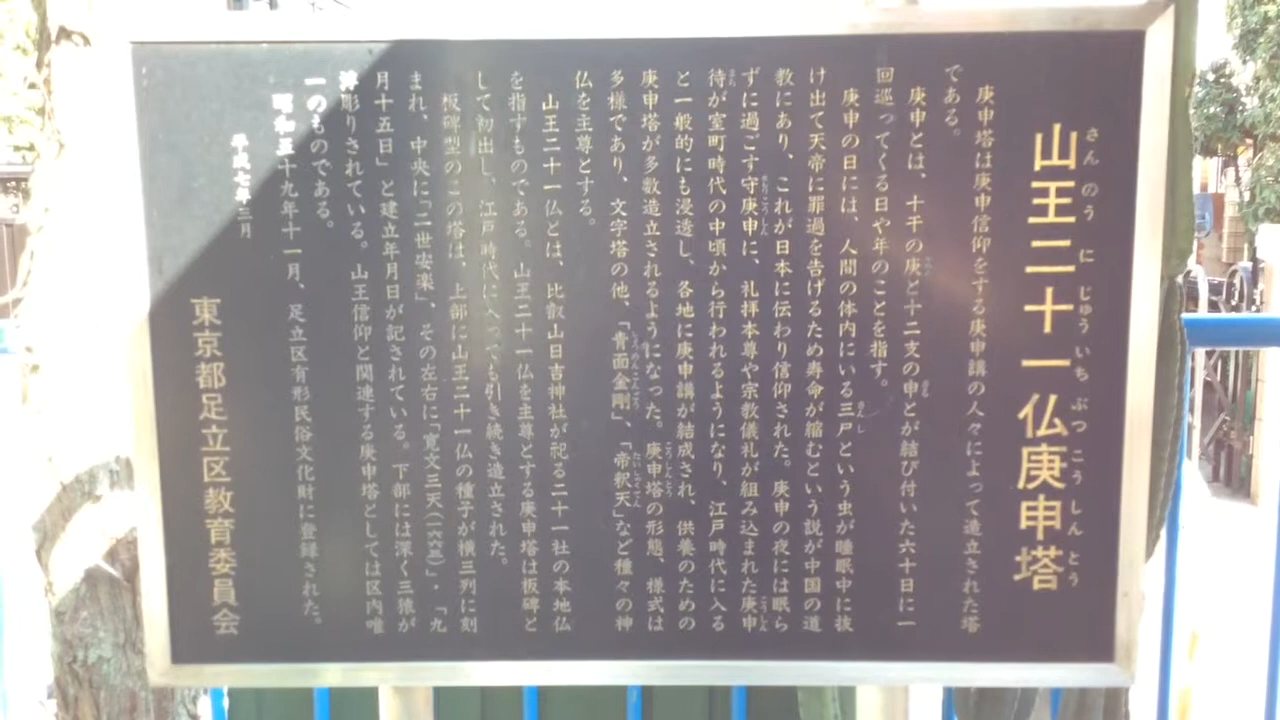 山王二十一仏庚申塔
さんのうにじゅういちぶつこうしんとう
庚申塔は庚申信仰をする庚申講の人々によって造立された塔
である。
庚申とは、十干の庚と十二支の申とが結び付いた六十日に一
回巡ってくる日や年のことを指す。
庚申の日には、人間の体内にいる三尸という虫が睡眠中に抜
け出て天帝に罪過を告げるため寿命が縮むという説が中国の道
教にあり、これが日本に伝わり信仰された。庚申の夜には眠ら
ずに過ごす守庚申に、礼拝本尊や宗教儀礼が組み込まれた庚申
待が室町時代の中頃から行われるようになり、江戸時代に入る
と一般的にも浸透し、各地に庚申講が結成され、供養のための
庚申塔が多数造立されるようになった。庚申塔の形態、様式は
多様であり、文字塔の他、「青面金剛」、「帝釈天」など種々の神
仏を主尊とする。
山王二十一仏とは、比叡山日吉神社が祀る二十一社の本地仏
を指すものである。山王二十一仏を主尊とする庚申塔は板碑と
して初出し、江戸時代に入っても引き続き造立された。
板碑型のこの塔は、上部に山王二十一仏の種子が横三列に刻
まれ、中央に「二世安楽」、その左右に「寛文三天(一六六三)」・「九
月十五日」と建立年月日が記されている。下部には深く三猿が
浮彫りされている。山王信仰と関連する庚申塔としては区内唯
一のものである。
昭和五十九年十一月、足立区有形民俗文化財に登録された。
平成七年三月
東京都足立区教育委員会